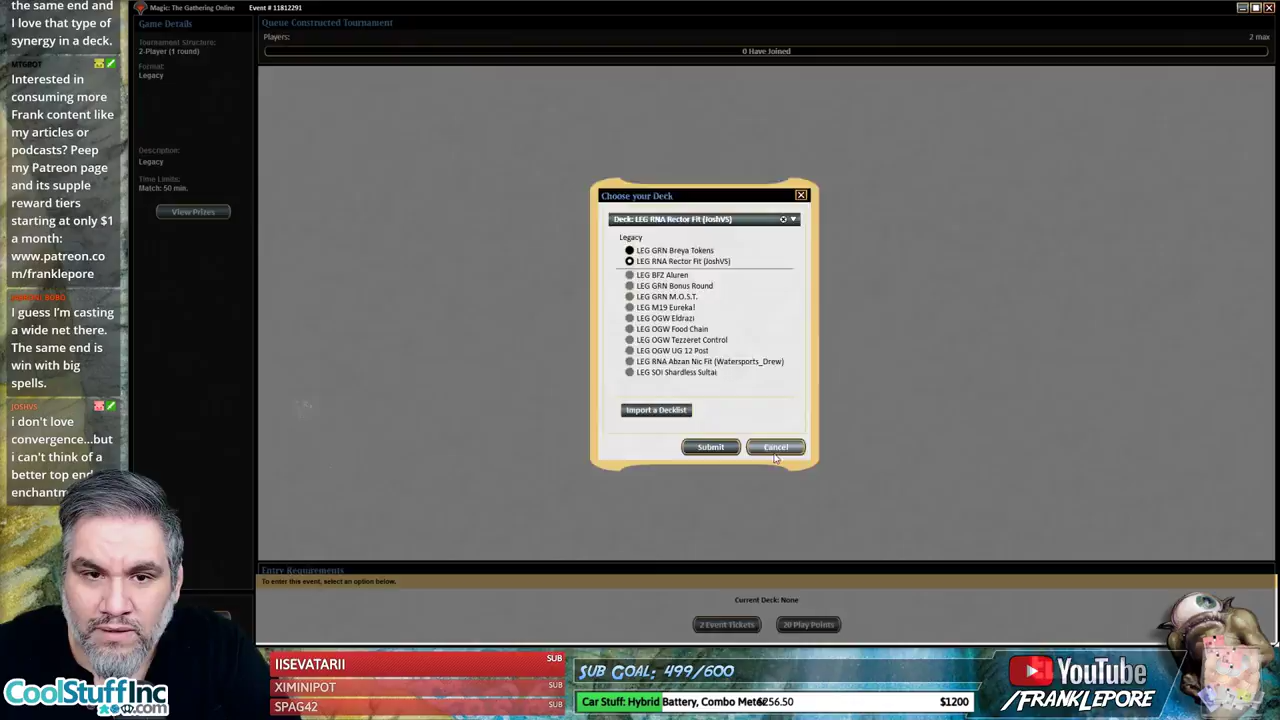 the same end and
I love that type of
synergy in a deck.
MTGBOT
Interested in
consuming more
Frank content like
my articles or
podcasts? Peep
my Patreon page
and its supple
reward tiers
starting at only $1
a month:
www.patreon.co
m/franklepore
BOBO
I guess I'm casting
a wide net there.
The same end is
win with big
spells.
JOSHVS
i don't love
convergence...but
can't think of a
better top end
enchantm
Magic: The Gathering Online
Event # 11812291
Game Details
Tournament Structure:
2-Player (1 round)
Format:
Legacy
Description:
Legacy
Time Limits:
Match: 50 min.
View Prizes
Queue Constructed Tournament
Players:
2 max
0 Have Joined
Choose your Deck
Deck: LEG RNA Rector Fit (JoshVS)
Legacy
LEG GRN Breya Tokens
LEG RNA Rector Fit (JoshVS)
LEG BFZ Aluren
LEG GRN Bonus Round
LEG GRN M.O.S.T.
LEG M19 Eureka!
LEG OGW Eldrazi
LEG OGW Food Chain
LEG OGW Tezzeret Control
LEG OGW UG 12 Post
LEG RNA Abzan Nic Fit (Watersports_Drew)
LEG SOI Shardless Sultai
Import a Decklist
Submit
Cancel
Entry Requirements
To enter this event, select an option below.
Current Deck: None
2 Event Tickets
20 Play Points
IISEVATARII SUB
XIMINIPOT SUB
SPAG42 SUB
SUB GOAL: 499/600
Car Stuff: Hybrid Battery, Combo Meter
$256.50
$1200
YouTube
/FRANKLEPORE
CoolStuffInc
.com